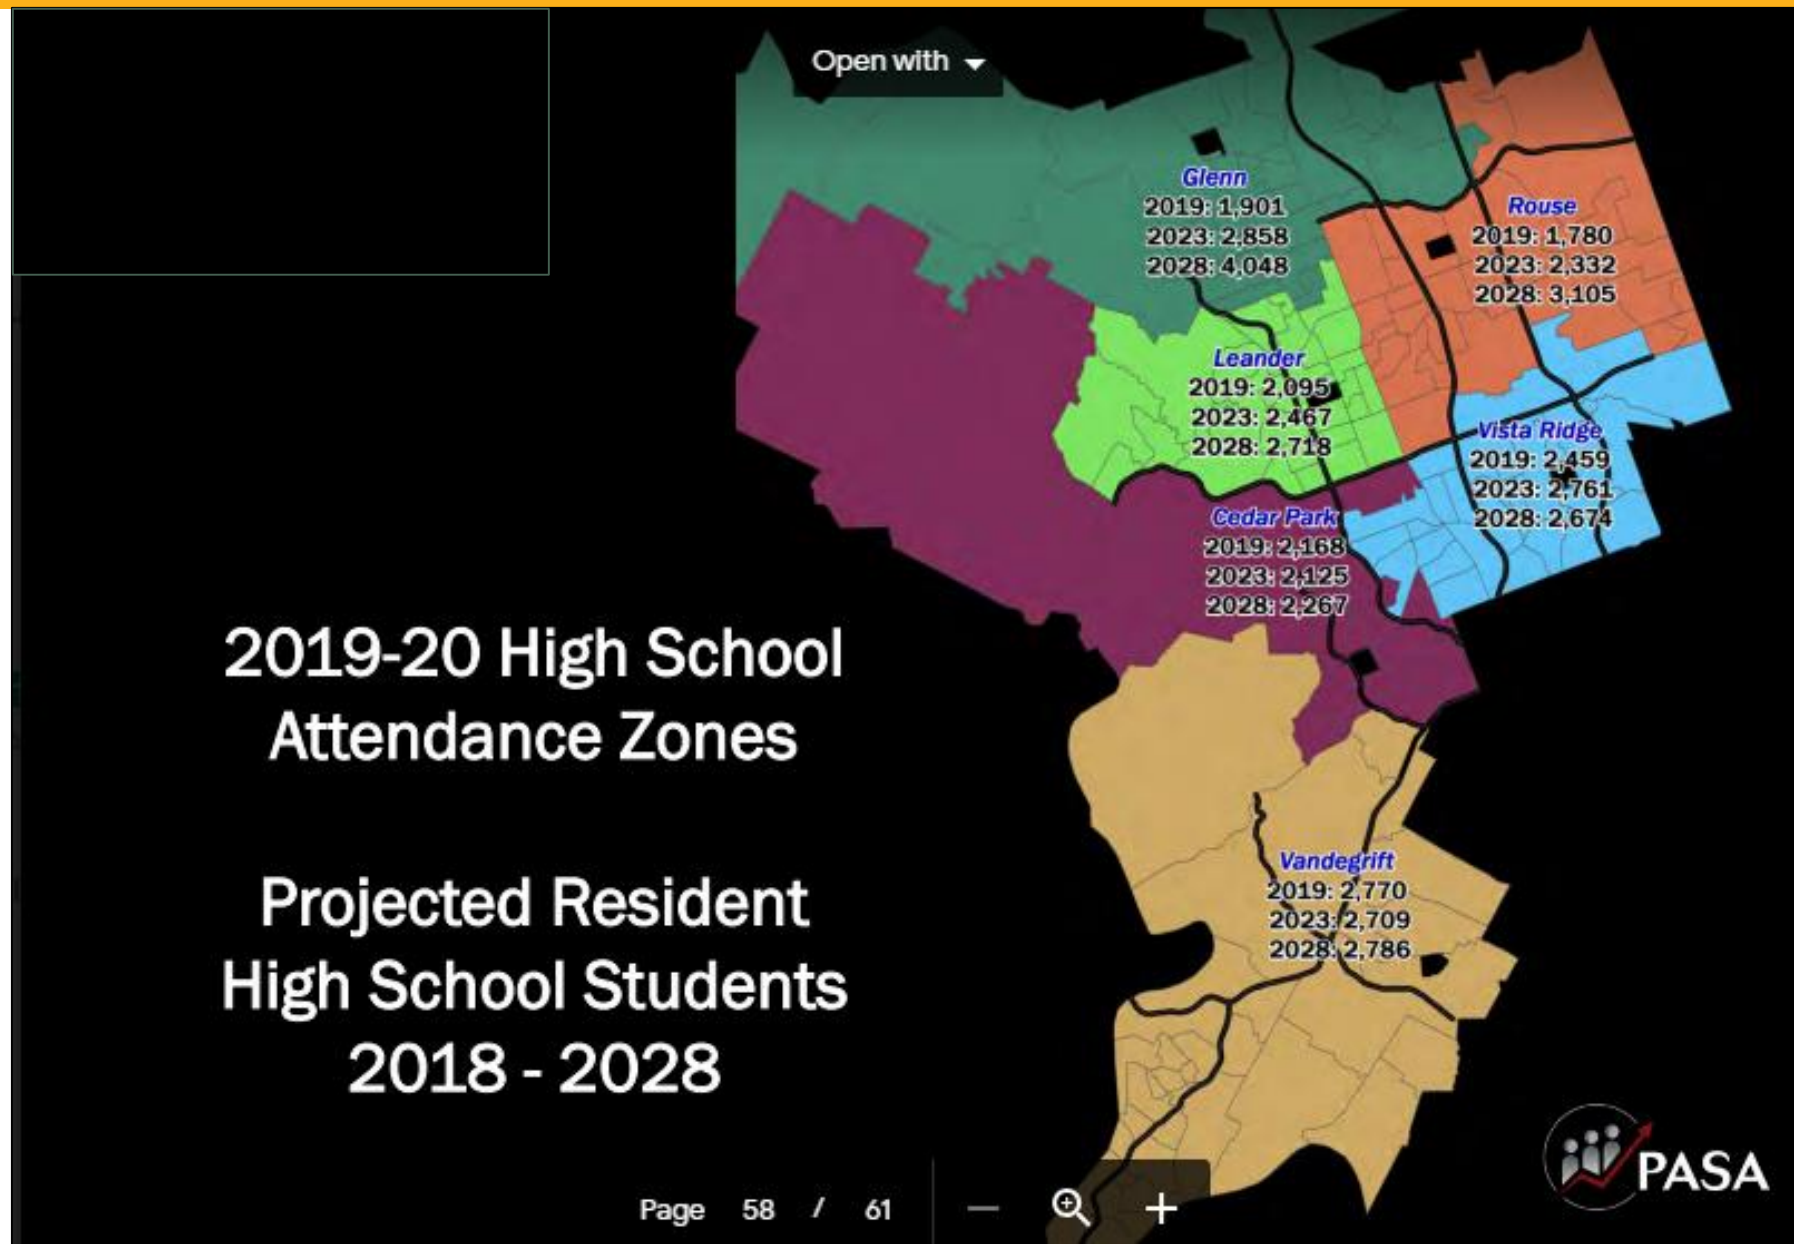 Open with
Glenn
2019: 1,901
2023: 2,858
2028: 4,048
Rouse
2019: 1,780
2023: 2,332
2028: 3,105
Leander
2019: 2,095
2023: 2,467
2028: 2,718
Vista Ridge
2019: 2,459
2023: 2,761
2028: 2,674
Cedar Park
2019: 2,168
2023: 2,125
2028: 2,267
2019-20 High School
Attendance Zones
Projected Resident
High School Students
2018 - 2028
Vandegrift
2019: 2,770
2023: 2,709
2028: 2,786
PASA
Page 58 / 61